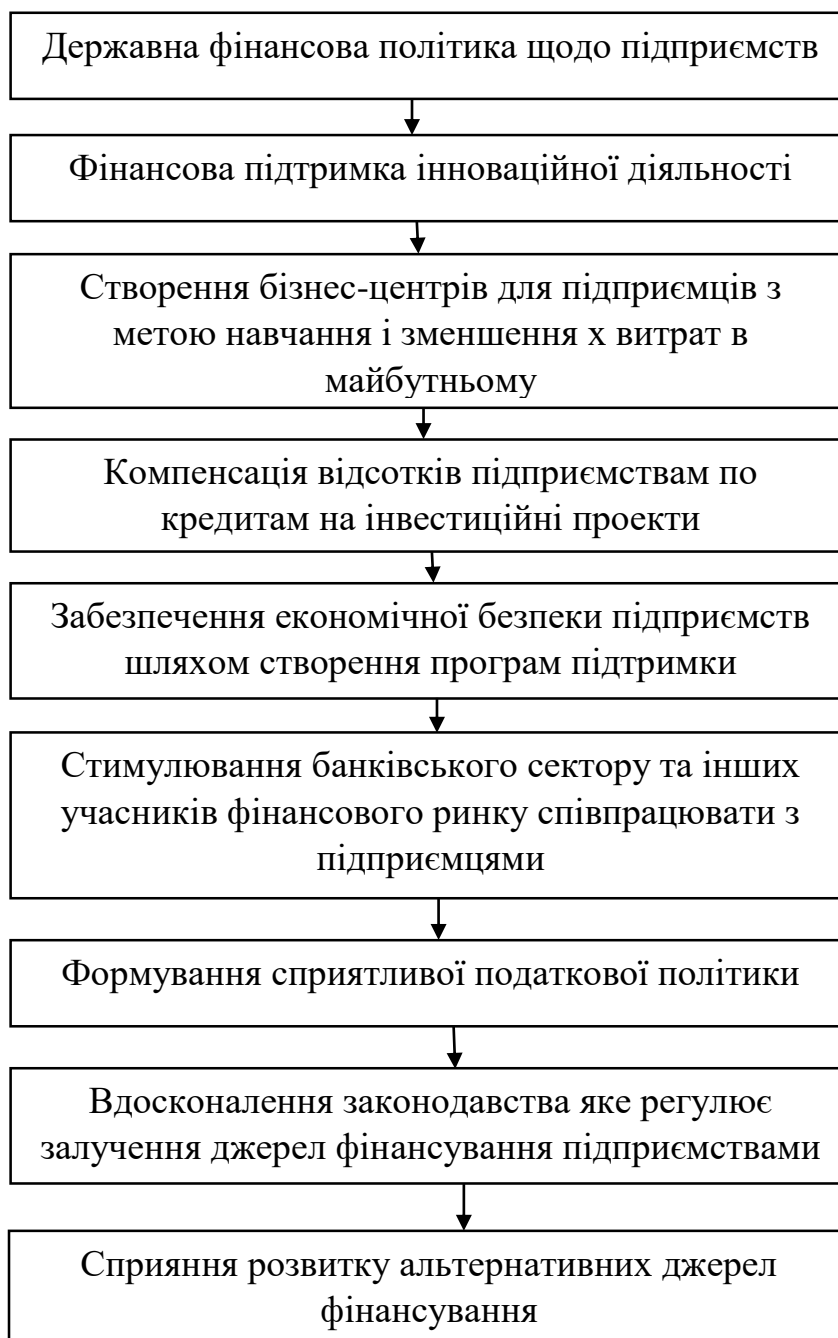 Державна фінансова політика щодо підприємств
Фінансова підтримка інноваційної діяльності
Створення бізнес-центрів для підприємців з
метою навчання і зменшення х витрат в
майбутньому
Компенсація відсотків підприємствам по
кредитам на інвестиційні проекти
Забезпечення економічної безпеки підприємств
шляхом створення програм підтримки
Стимулювання банківського сектору та інших
учасників фінансового ринку співпрацювати з
підприємцями
Формування сприятливої податкової політики
Вдосконалення законодавства яке регулює
залучення джерел фінансування підприємствами
Сприяння розвитку альтернативних джерел
фінансування